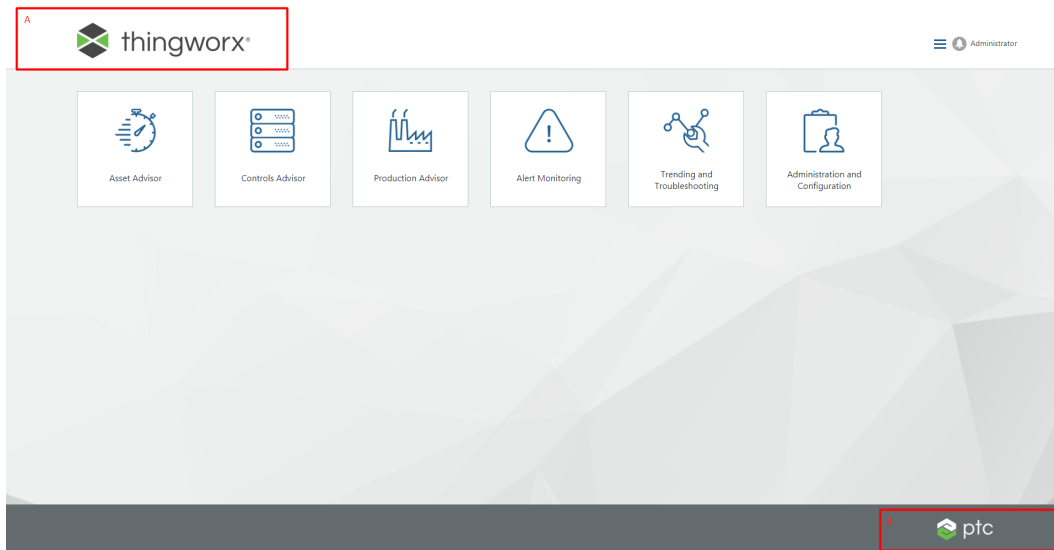 A
thingworx®
Administrator
Asset Advisor
Controls Advisor
Production Advisor
Alert Monitoring
Trending and
Troubleshooting
Administration and
Configuration
ptc